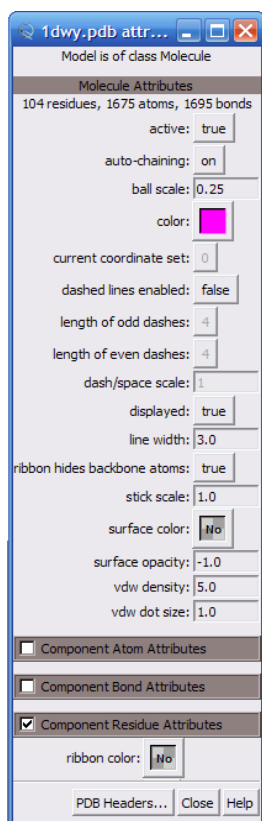 1dwy.pdb attr...
Model is of class Molecule
Molecule Attributes
104 residues, 1675 atoms, 1695 bonds
active: true
auto-chaining: on
ball scale: 0.25
color:
current coordinate set: 0
dashed lines enabled: false
length of odd dashes: 4
length of even dashes: 4
dash/space scale: 1
displayed: true
line width: 3.0
ribbon hides backbone atoms: true
stick scale: 1.0
surface color: No
surface opacity: -1.0
vdw density: 5.0
vdw dot size: 1.0
Component Atom Attributes
Component Bond Attributes
Component Residue Attributes
ribbon color: No
PDB Headers... Close Help